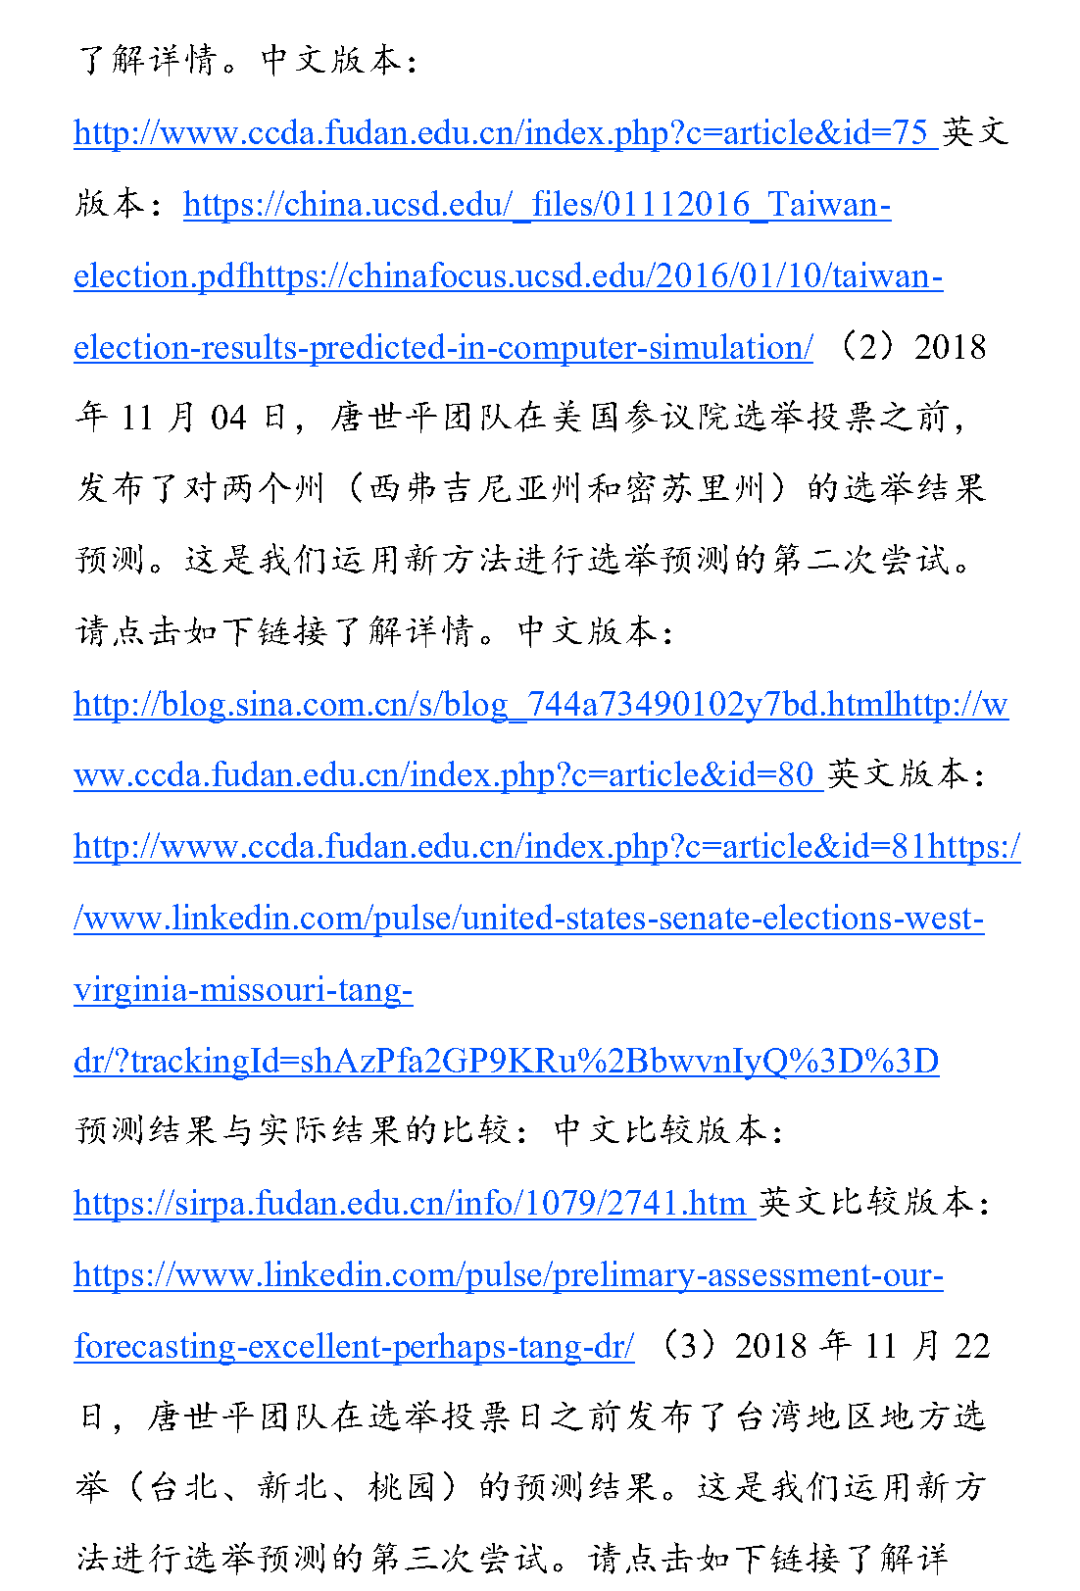 了解详情。中文版本：
http://www.ccda.fudan.edu.cn/index.php?c=article&id=75 英文
版本：https://china.ucsd.edu/_files/01112016_Taiwan-
election.pdfhttps://chinafocus.ucsd.edu/2016/01/10/taiwan-
election-results-predicted-in-computer-simulation/（2）2018
年 11 月 04 日，唐世平团队在美国参议院选举投票之前，
发布了对两个州（西弗吉尼亚州和密苏里州）的选举结果
预测。这是我们运用新方法进行选举预测的第二次尝试。
请点击如下链接了解详情。中文版本：
http://blog.sina.com.cn/s/blog_744a73490102y7bd.htmlhttp://w
ww.ccda.fudan.edu.cn/index.php?c=article&id=80 英文版本：
http://www.ccda.fudan.edu.cn/index.php?c=article&id=81https:/
/www.linkedin.com/pulse/united-states-senate-elections-west-
virginia-missouri-tang-
dr/?trackingId=shAzPfa2GP9KRu%2BbwvnIyQ%3D%3D
预测结果与实际结果的比较：中文比较版本：
https://sirpa.fudan.edu.cn/info/1079/2741.htm 英文比较版本：
https://www.linkedin.com/pulse/prelimary-assessment-our-
forecasting-excellent-perhaps-tang-dr/（3）2018 年 11 月 22
日，唐世平团队在选举投票日之前发布了台湾地区地方选
举（台北、新北、桃园）的预测结果。这是我们运用新方
法进行选举预测的第三次尝试。请点击如下链接了解详